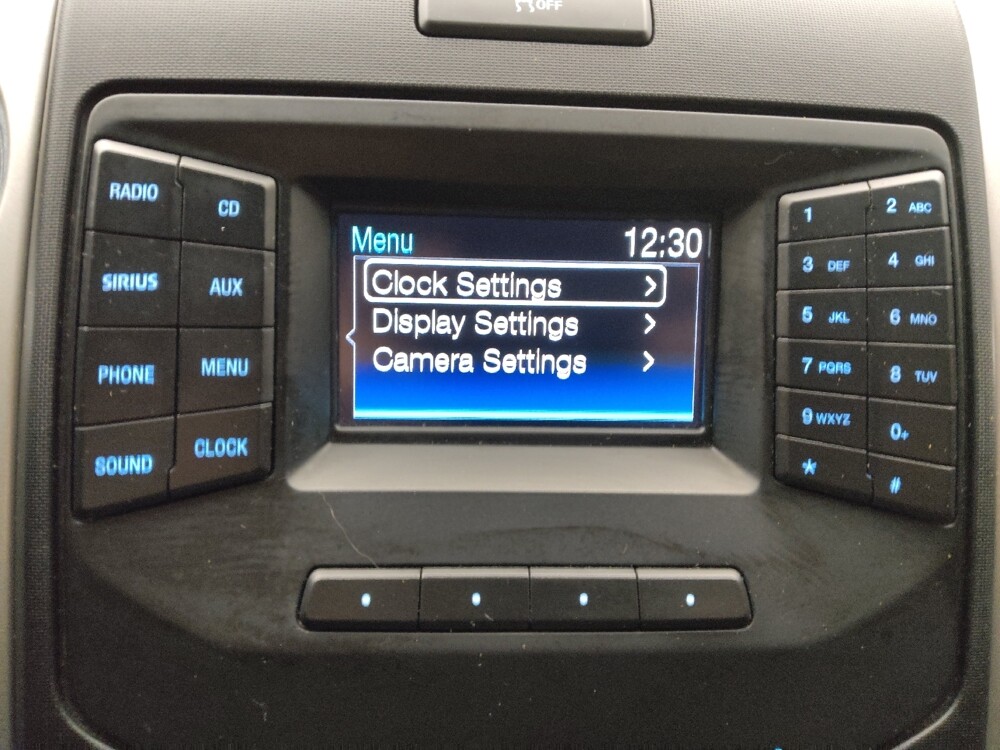 OFF
RADIO
CD
SIRIUS
AUX
PHONE
MENU
SOUND
CLOCK
Menu 12:30
Clock Settings >
Display Settings >
Camera Settings >
1
2 ABC
3 DEF
4 GHI
5 JKL
6 MNO
7 PQRS
8 TUV
9 WXYZ
0+
*
#